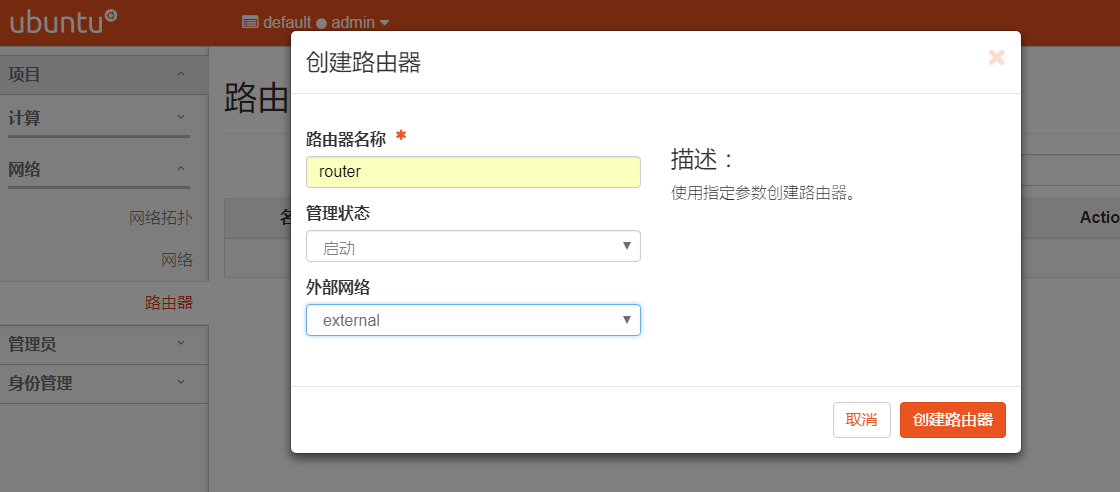 ubuntu
default admin
项目
计算
网络
网络拓扑
网络
路由器
管理员
身份管理
路由
名
Actio
创建路由器
路由器名称 *
router
管理状态
启动
外部网络
external
描述：
使用指定参数创建路由器。
取消
创建路由器